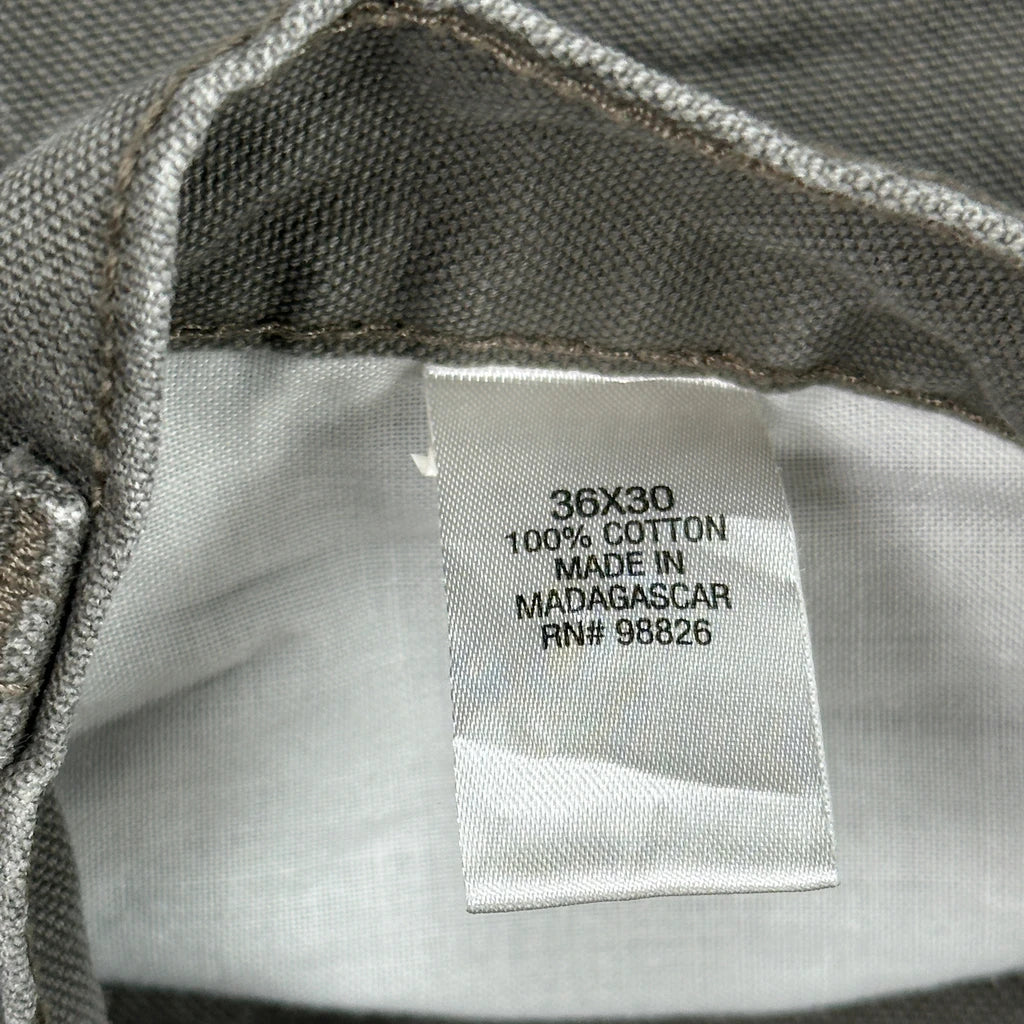 36X30
100% COTTON
MADE IN
MADAGASCAR
RN# 98826